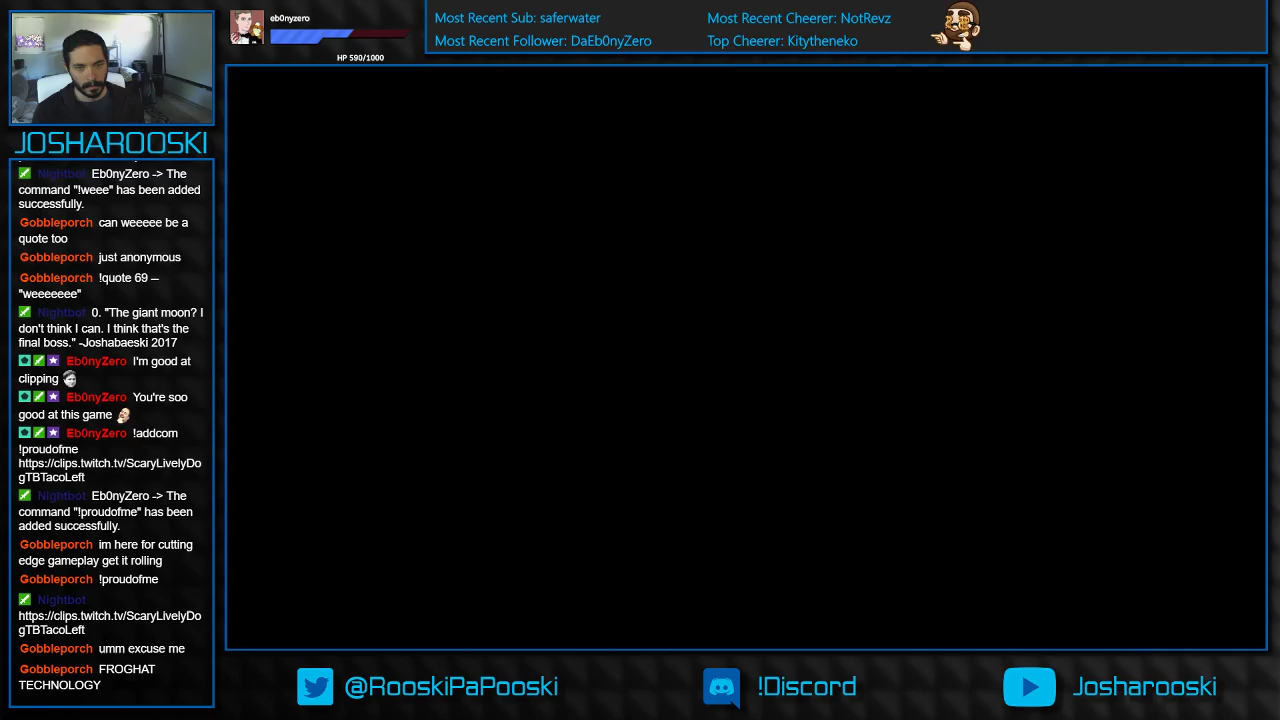 eb0nyzero
HP 590/1000
Most Recent Sub: saferwater
Most Recent Follower: DaEb0nyZero
Most Recent Cheerer: NotRevz
Top Cheerer: Kitytheneko
JOSHAROOSKI
Nightbot Eb0nyZero -> The
command "!weee" has been added
successfully.
Gobbleporch can weeeee be a
quote too
Gobbleporch just anonymous
Gobbleporch !quote 69 –
"weeeeeee"
Nightbot 0. "The giant moon? I
don't think I can. I think that's the
final boss." -Joshabaeski 2017
Eb0nyZero I'm good at
clipping
Eb0nyZero You're soo
good at this game
Eb0nyZero !addcom
!proudofme
https://clips.twitch.tv/ScaryLivelyDo
gTBTacoLeft
Nightbot Eb0nyZero -> The
command "!proudofme" has been
added successfully.
Gobbleporch im here for cutting
edge gameplay get it rolling
Gobbleporch !proudofme
Nightbot
https://clips.twitch.tv/ScaryLivelyDo
gTBTacoLeft
Gobbleporch umm excuse me
Gobbleporch FROGHAT
TECHNOLOGY
@RooskiPaPooski
!Discord
Josharooski